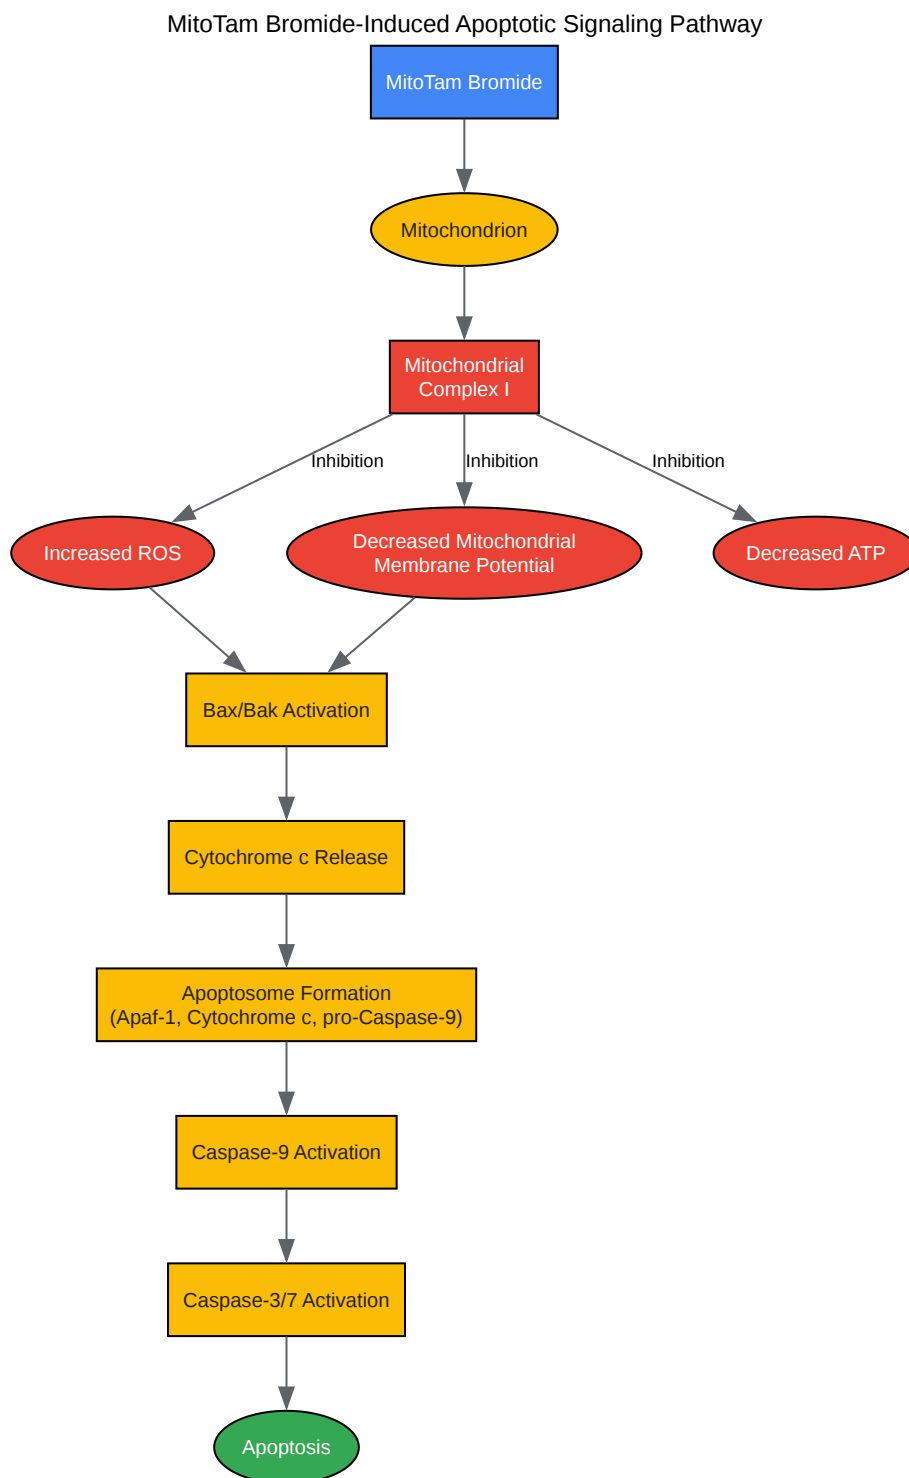 MitoTam Bromide-Induced Apoptotic Signaling Pathway
MitoTam Bromide
Mitochondrion
Mitochondrial
Complex I
Inhibition
Inhibition
Inhibition
Increased ROS
Decreased Mitochondrial
Membrane Potential
Decreased ATP
Bax/Bak Activation
Cytochrome c Release
Apoptosome Formation
(Apaf-1, Cytochrome c, pro-Caspase-9)
Caspase-9 Activation
Caspase-3/7 Activation
Apoptosis